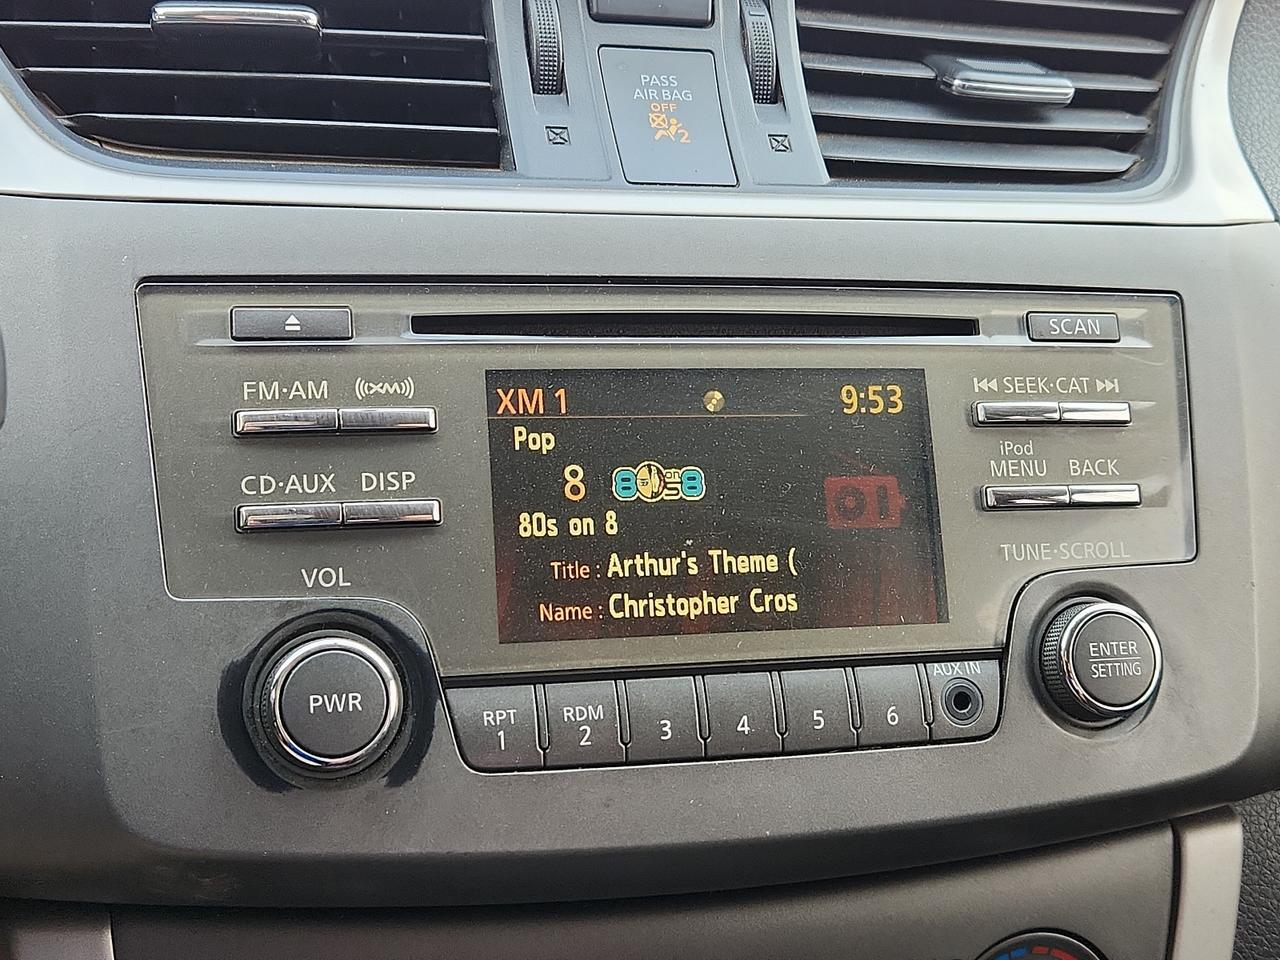 PASS
AIR BAG
OFF
2
SCAN
FM·AM
XM
SEEK·CAT
XM 1
9:53
Pop
8
80s on 8
80s on 8
Title : Arthur's Theme (
Name : Christopher Cros
CD·AUX
DISP
iPod
MENU
BACK
VOL
TUNE·SCROLL
PWR
ENTER
SETTING
RPT
1
RDM
2
3
4
5
6
AUX IN